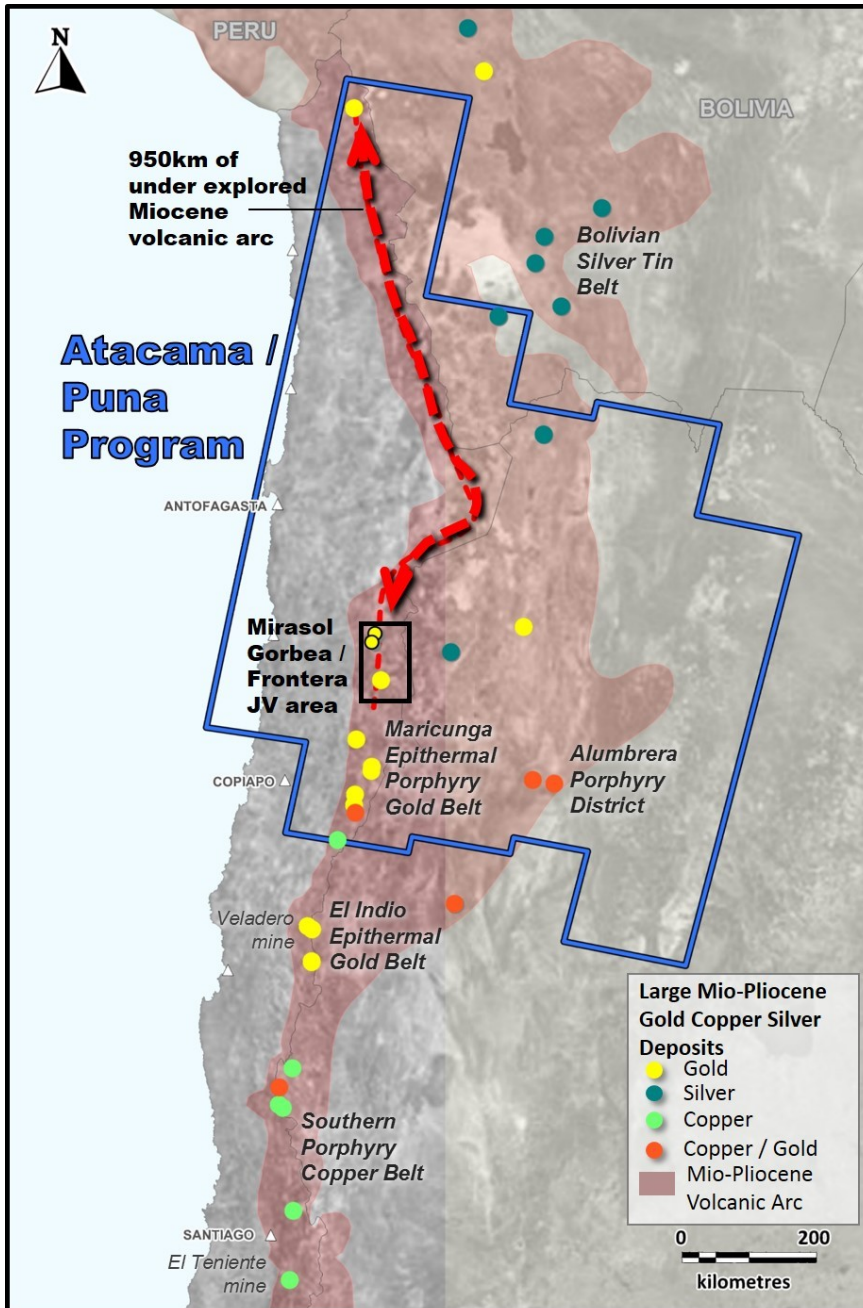 PERU
N
BOLIVIA
950km of
under explored
Miocene
volcanic arc
Bolivian
Silver Tin
Belt
Atacama /
Puna
Program
ANTOFAGASTA
Mirasol
Gorbea /
Frontera
JV area
Maricunga
Epithermal
Porphyry
Gold Belt
Alumbrera
Porphyry
District
COPIAPO
Veladero
mine
El Indio
Epithermal
Gold Belt
Large Mio-Pliocene
Gold Copper Silver
Deposits
Gold
Silver
Copper
Copper / Gold
Mio-Pliocene
Volcanic Arc
Southern
Porphyry
Copper Belt
SANTIAGO
El Teniente
mine
0 200
kilometres